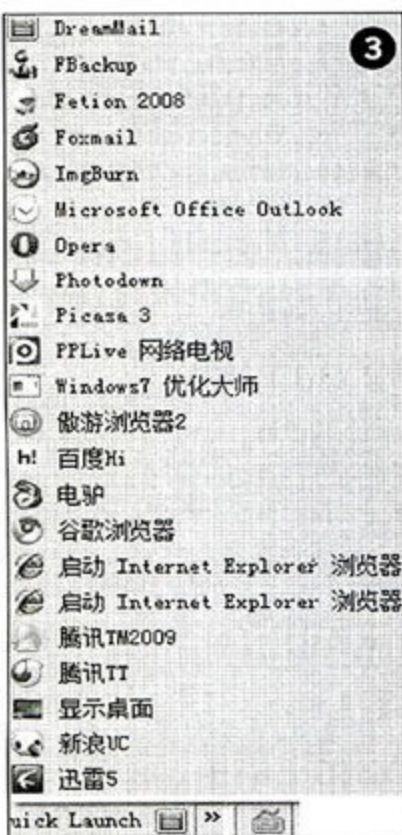 DreamMail
3
FBackup
Fetion 2008
Foxmail
ImgBurn
Microsoft Office Outlook
Opera
Photodown
Picasa 3
PPLive 网络电视
Windows7 优化大师
傲游浏览器2
百度Hi
电驴
谷歌浏览器
启动 Internet Explorer 浏览器
启动 Internet Explorer 浏览器
腾讯TM2009
腾讯TT
显示桌面
新浪UC
迅雷5
uick Launch »